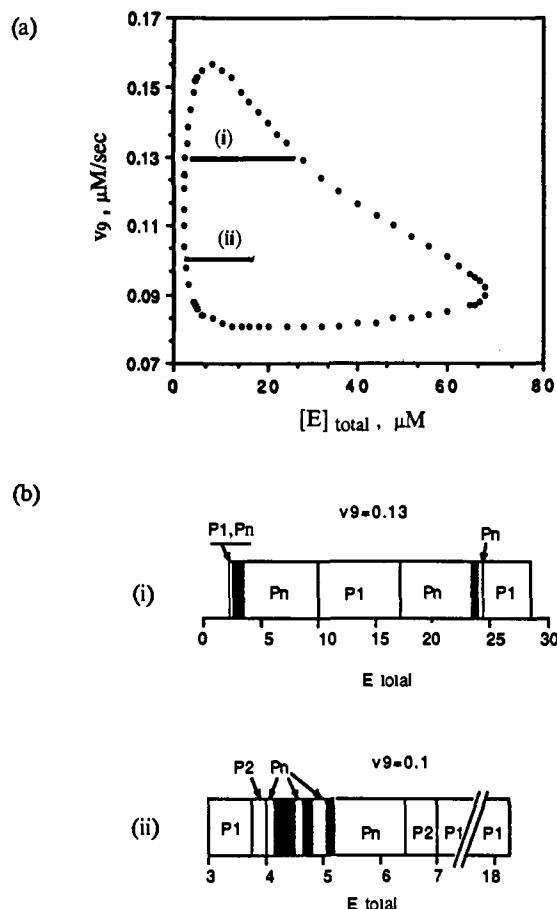 (a)
0.17
0.15
0.13
0.11
0.09
0.07
v9 , μM/sec
(i)
(ii)
0 20 40 60 80
[E] total , μM
(b)
v9=0.13
P1,Pn
Pn
(i)
Pn P1 Pn P1
0 5 10 15 20 25 30
E total
v9=0.1
P2 Pn
(ii)
P1 Pn P2 P1 P1
3 4 5 6 7 18
E total